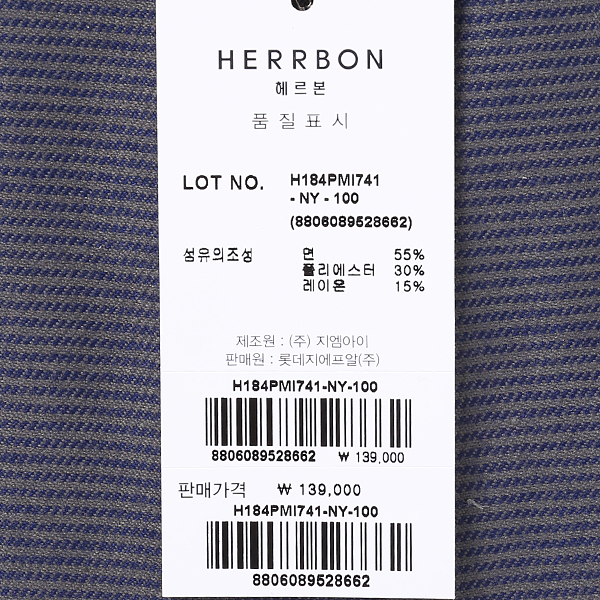 HERRBON
헤르본
품질표시
LOT NO. H184PMI741
- NY - 100
(8806089528662)
섬유의조성 면 55%
폴리에스터 30%
레이온 15%
제조원 : (주) 지엠아이
판매원 : 롯데지에프알(주)
H184PMI741-NY-100
8806089528662 ₩ 139,000
판매가격 ₩ 139,000
H184PMI741-NY-100
8806089528662